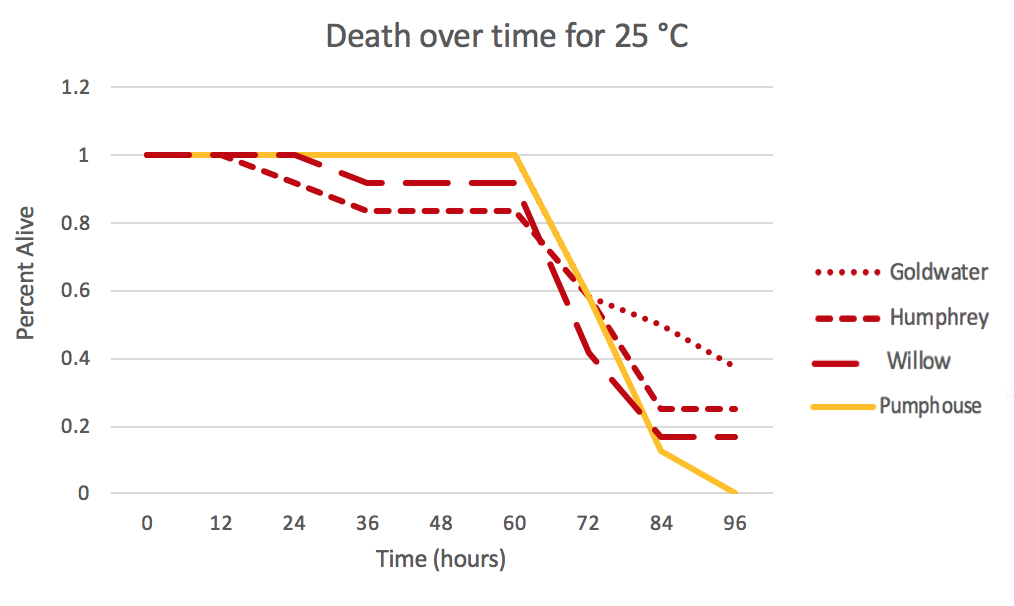 Death over time for 25 °C
1.2
1
0.8
0.6
0.4
0.2
0
Percent Alive
0 12 24 36 48 60 72 84 96
Time (hours)
Goldwater
Humphrey
Willow
Pumphouse